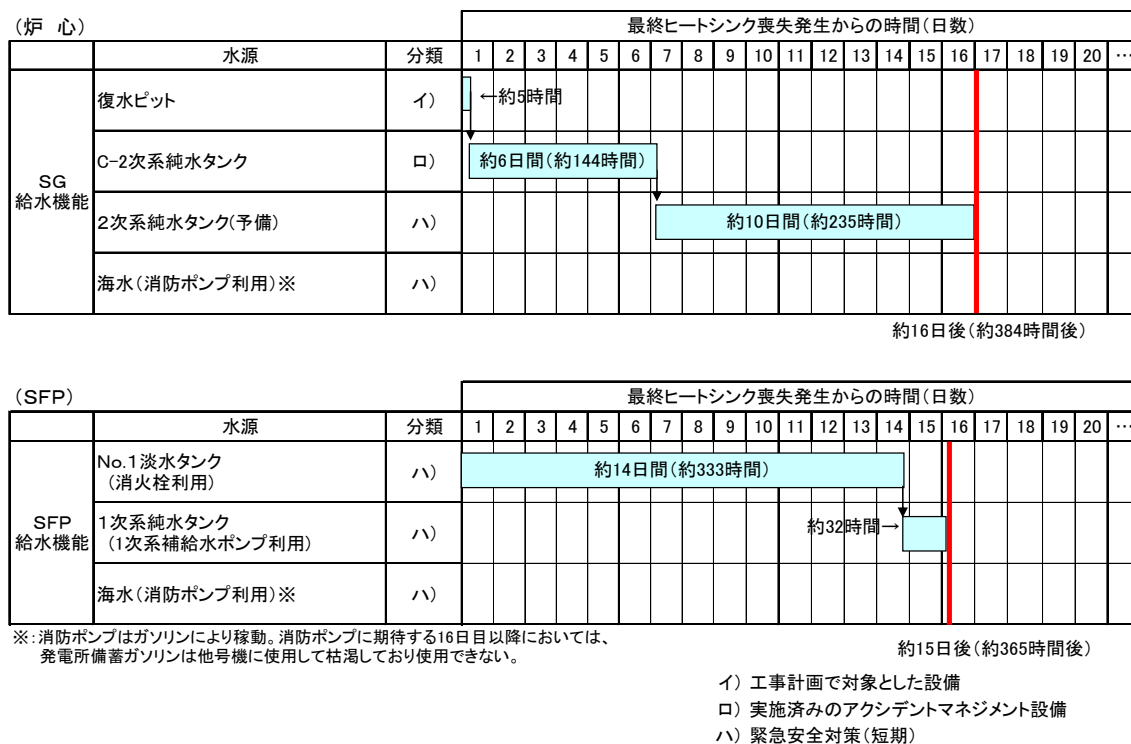 (炉 心)
最終ヒートシンク喪失発生からの時間(日数)
水源 分類 1 2 3 4 5 6 7 8 9 10 11 12 13 14 15 16 17 18 19 20 …
SG
給水機能
復水ピット イ) ←約5時間
C-2次系純水タンク ロ) 約6日間(約144時間)
2次系純水タンク(予備) ハ) 約10日間(約235時間)
海水(消防ポンプ利用)※ ハ)
約16日後(約384時間後)
(SFP)
最終ヒートシンク喪失発生からの時間(日数)
水源 分類 1 2 3 4 5 6 7 8 9 10 11 12 13 14 15 16 17 18 19 20 …
SFP
給水機能
No.1淡水タンク
(消火栓利用) ハ) 約14日間(約333時間)
1次系純水タンク
(1次系補給水ポンプ利用) ハ) 約32時間→
海水(消防ポンプ利用)※ ハ)
※:消防ポンプはガソリンにより稼動。消防ポンプに期待する16日目以降においては、
発電所備蓄ガソリンは他号機に使用して枯渇しており使用できない。
約15日後(約365時間後)
イ) 工事計画で対象とした設備
ロ) 実施済みのアクシデントマネジメント設備
ハ) 緊急安全対策(短期)